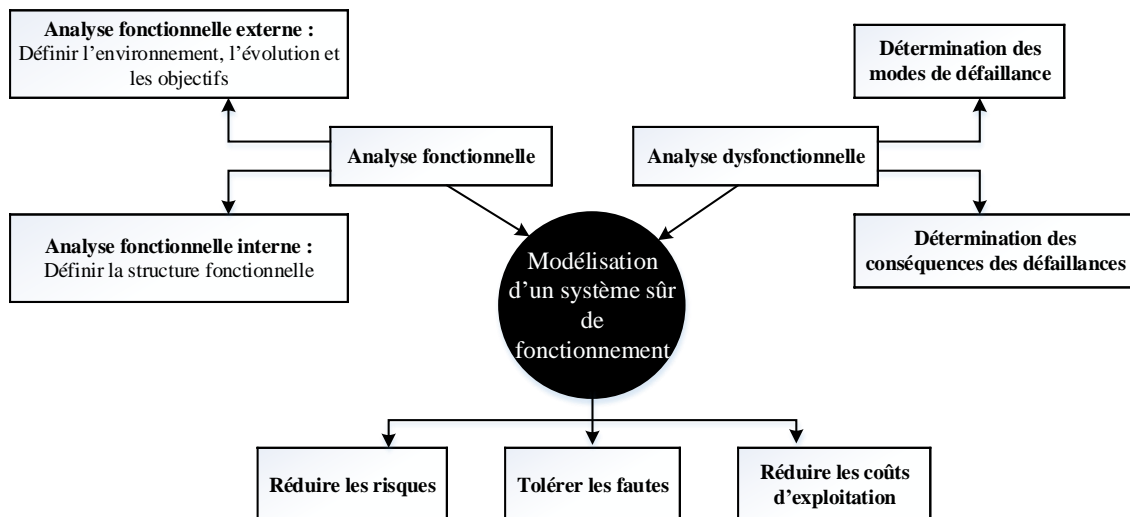 Analyse fonctionnelle externe :
Définir l'environnement, l'évolution et
les objectifs
Détermination des
modes de défaillance
Analyse fonctionnelle
Analyse dysfonctionnelle
Analyse fonctionnelle interne :
Définir la structure fonctionnelle
Détermination des
conséquences des défaillances
Modélisation
d'un système sûr
de
fonctionnement
Réduire les risques
Tolérer les fautes
Réduire les coûts
d'exploitation